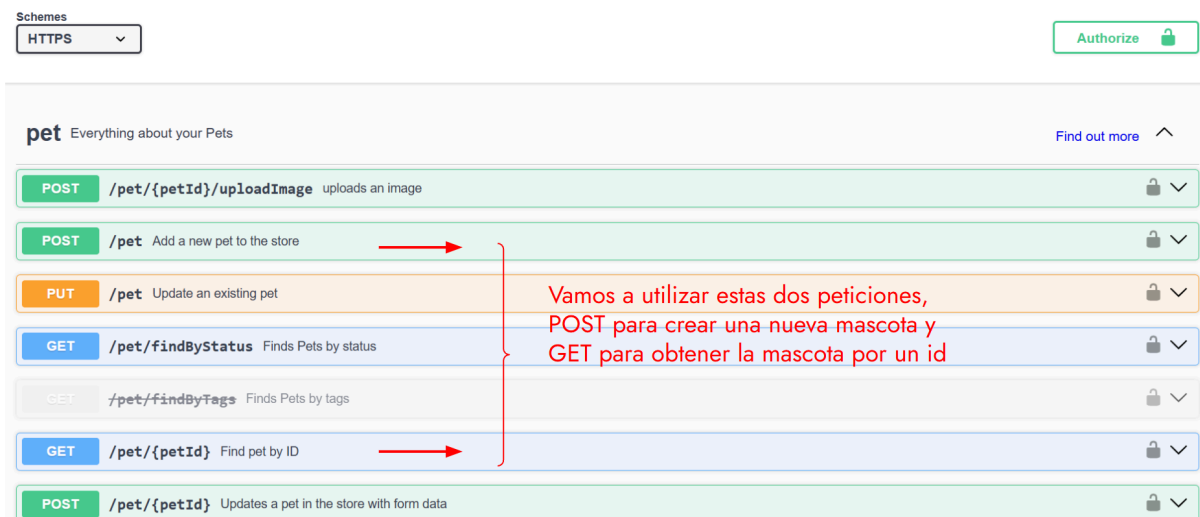 Schemes
HTTPS
Authorize
pet Everything about your Pets
Find out more
POST /pet/{petId}/uploadImage uploads an image
POST /pet Add a new pet to the store
PUT /pet Update an existing pet
GET /pet/findByStatus Finds Pets by status
GET /pet/findByTags Finds Pets by tags
GET /pet/{petId} Find pet by ID
POST /pet/{petId} Updates a pet in the store with form data
Vamos a utilizar estas dos peticiones,
POST para crear una nueva mascota y
GET para obtener la mascota por un id